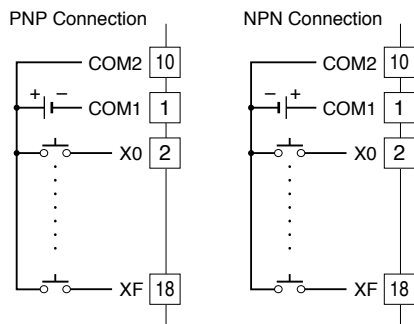 PNP Connection
COM2 10
+ − COM1 1
X0 2
XF 18
NPN Connection
COM2 10
− + COM1 1
X0 2
XF 18